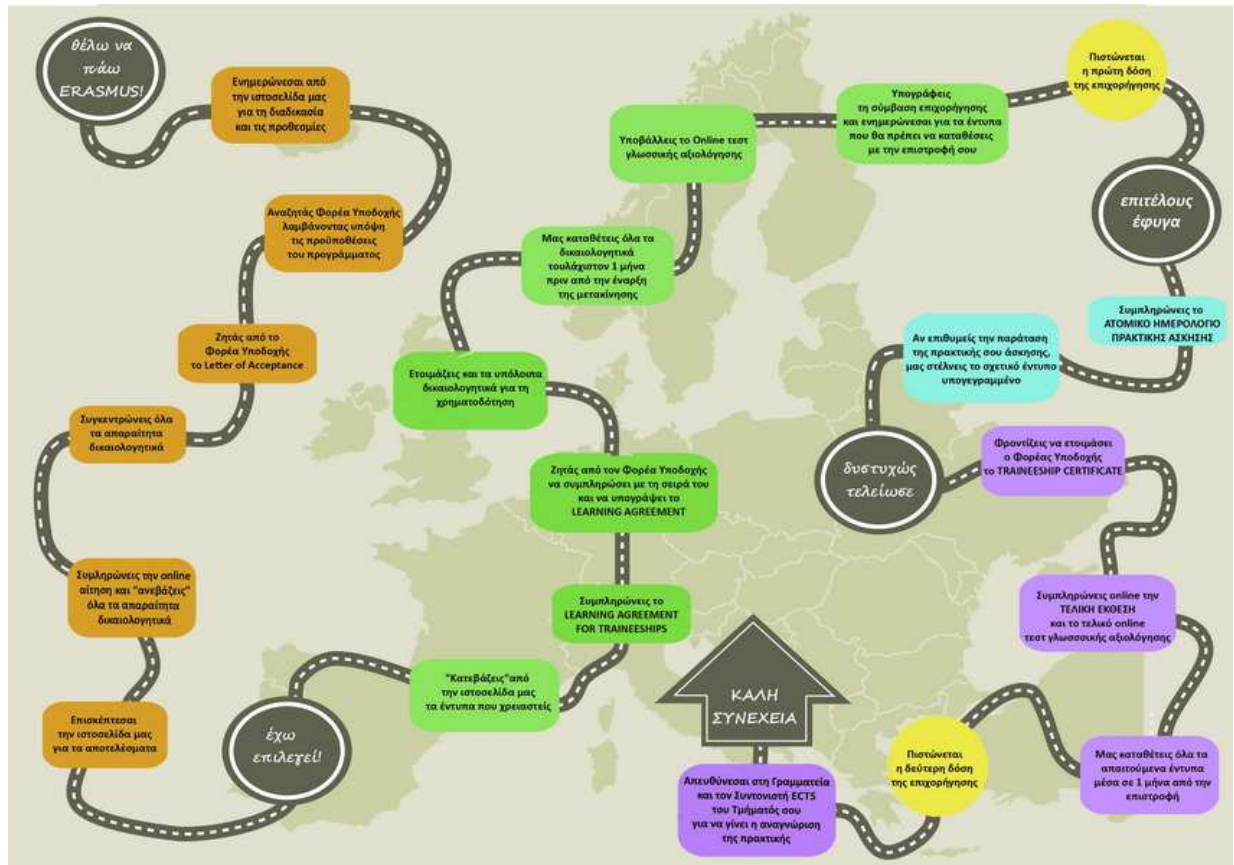 θέλω να
πάω
ERASMUS!
Ενημερώνεσαι από
την ιστοσελίδα μας
για τη διαδικασία
και τις προθεσμίες
Αναζητάς Φορέα Υποδοχής
λαμβάνοντας υπόψη
τις προϋποθέσεις
του προγράμματος
Ζητάς από το
Φορέα Υποδοχής
το Letter of Acceptance
Συγκεντρώνεις όλα
τα απαραίτητα
δικαιολογητικά
Συμληρώνεις την online
αίτηση και "ανεβάζεις"
όλα τα απαραίτητα
δικαιολογητικά
Επισκέπτεσαι
την ιστοσελίδα μας
για τα αποτελέσματα
έχω
επιλεγεί!
"Κατεβάζεις"από
την ιστοσελίδα μας
τα έντυπα που χρειαστείς
Συμπληρώνεις το
LEARNING AGREEMENT
FOR TRAINEESHIPS
Ζητάς από τον Φορέα Υποδοχής
να συμπληρώσει με τη σειρά του
και να υπογράψει το
LEARNING AGREEMENT
Ετοιμάζεις και τα υπόλοιπα
δικαιολογητικά για τη
χρηματοδότηση
Μας καταθέτεις όλα τα
δικαιολογητικά
τουλάχιστον 1 μήνα
πριν από την έναρξη
της μετακίνησης
Υποβάλλεις το Online τεστ
γλωσσικής αξιολόγησης
Υπογράφεις
τη σύμβαση επιχορήγησης
και ενημερώνεσαι για τα έντυπα
που θα πρέπει να καταθέσεις
με την επιστροφή σου
Πιστώνεται
η πρώτη δόση
της επιχορήγησης
επιτέλους
έφυγα
Συμπληρώνεις το
ΑΤΟΜΙΚΟ ΗΜΕΡΟΛΟΓΙΟ
ΠΡΑΚΤΙΚΗΣ ΑΣΚΗΣΗΣ
Αν επιθυμείς την παράταση
της πρακτικής σου άσκησης,
μας στέλνεις το σχετικό έντυπο
υπογεγραμμένο
δυστυχώς
τελείωσε
Φροντίζεις να ετοιμάσει
ο Φορέας Υποδοχής
το TRAINEESHIP CERTIFICATE
Συμπληρώνεις online την
ΤΕΛΙΚΗ ΕΚΘΕΣΗ
και το τελικό online
τεστ γλωσσσικής αξιολόγησης
Μας καταθέτεις όλα τα
απαιτούμενα έντυπα
μέσα σε 1 μήνα από την
επιστροφή
Πιστώνεται
η δεύτερη δόση
της επιχορήγησης
Απευθύνεσαι στη Γραμματεία
και τον Συντονιστή ECTS
του Τμήματός σου
για να γίνει η αναγνώριση
της πρακτικής
ΚΑΛΗ
ΣΥΝΕΧΕΙΑ